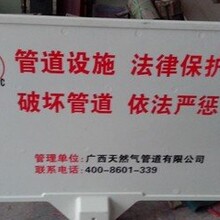 管道设施 法律保护
破坏管道 依法严惩
管理单位:广西天然气管道有限公司
联系电话:400-8601-339